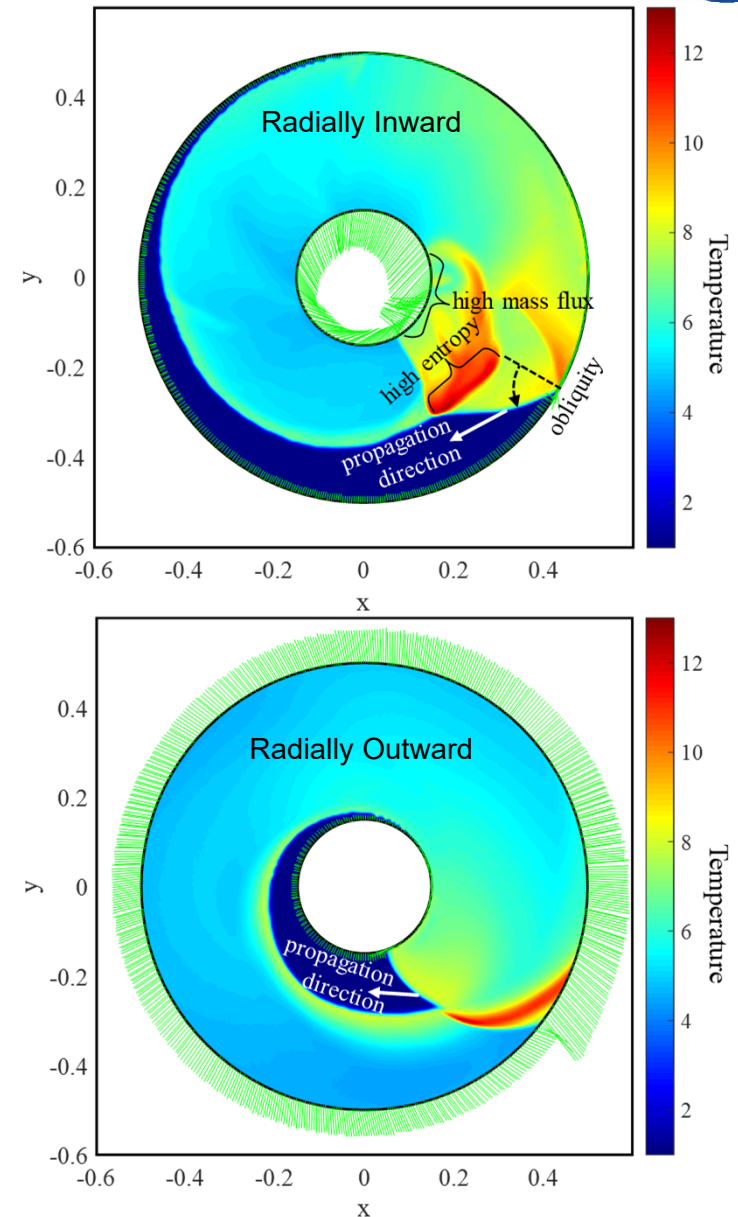 Radially Inward
high mass flux
high entropy
obliquity
propagation
direction
0.4
0.2
0
-0.2
-0.4
-0.6
-0.6
-0.4
-0.2
0
0.2
0.4
x
y
12
10
8
6
4
2
Temperature
Radially Outward
propagation
direction
0.4
0.2
0
-0.2
-0.4
-0.6
-0.6
-0.4
-0.2
0
0.2
0.4
x
y
12
10
8
6
4
2
Temperature